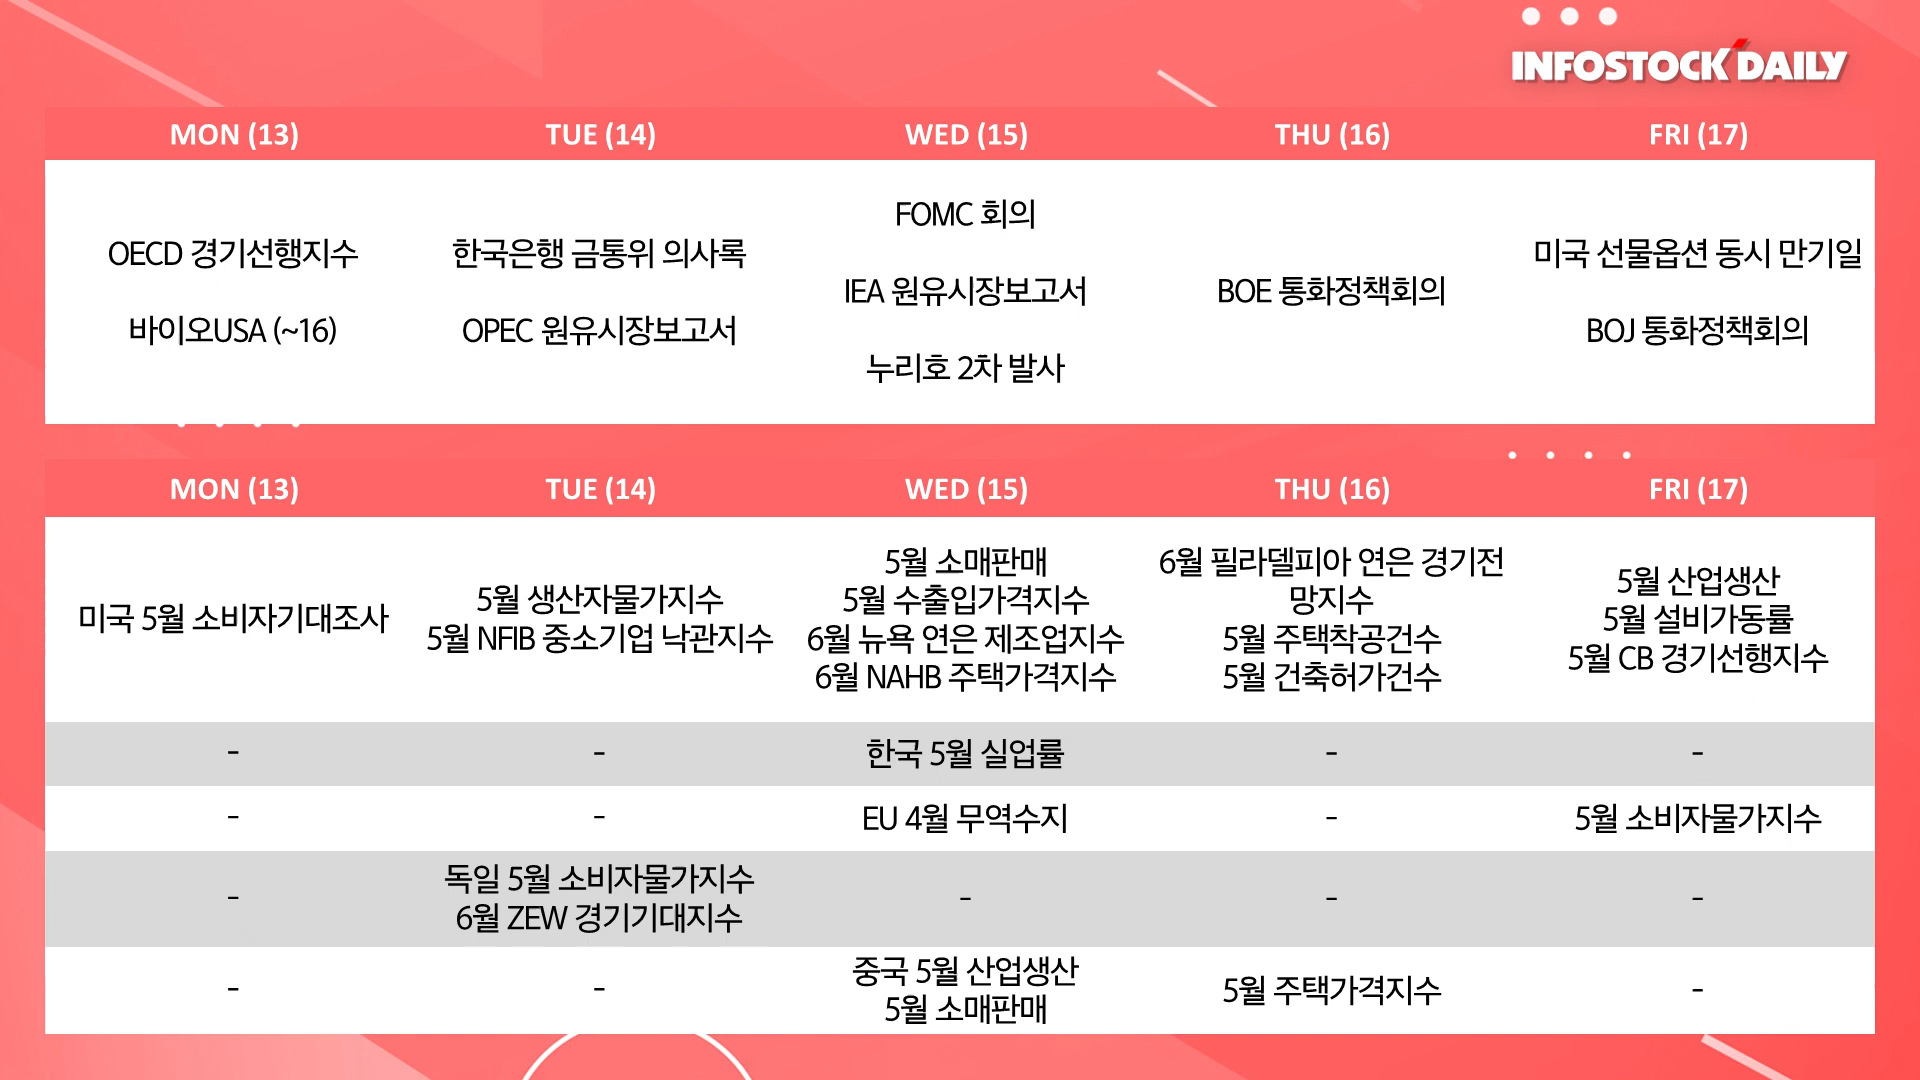 INFOSTOCK DAILY
MON (13) TUE (14) WED (15) THU (16) FRI (17)
OECD 경기선행지수
바이오USA (~16)
한국은행 금통위 의사록
OPEC 원유시장보고서
FOMC 회의
IEA 원유시장보고서
누리호 2차 발사
BOE 통화정책회의
미국 선물옵션 동시 만기일
BOJ 통화정책회의
MON (13) TUE (14) WED (15) THU (16) FRI (17)
미국 5월 소비자기대조사
5월 생산자물가지수
5월 NFIB 중소기업 낙관지수
5월 소매판매
5월 수출입가격지수
6월 뉴욕 연은 제조업지수
6월 NAHB 주택가격지수
6월 필라델피아 연은 경기전
망지수
5월 주택착공건수
5월 건축허가건수
5월 산업생산
5월 설비가동률
5월 CB 경기선행지수
- - 한국 5월 실업률 - -
- - EU 4월 무역수지 - 5월 소비자물가지수
-
독일 5월 소비자물가지수
6월 ZEW 경기기대지수
- - -
- -
중국 5월 산업생산
5월 소매판매
5월 주택가격지수
-